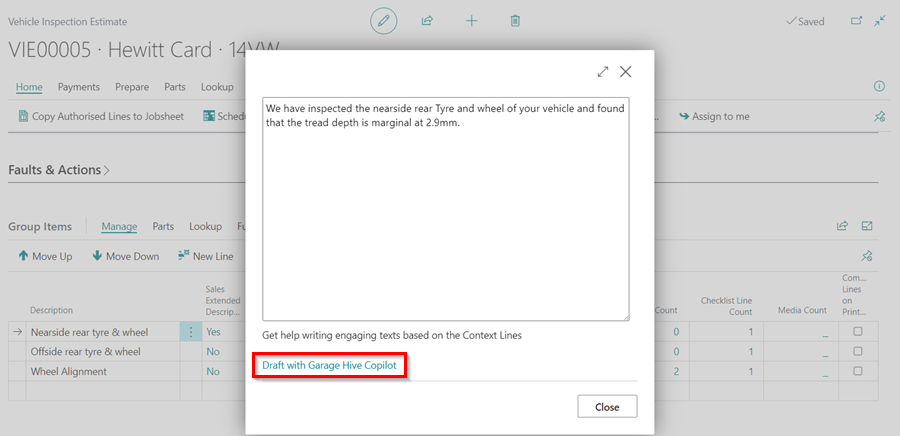 Vehicle Inspection Estimate
Saved
VIE00005 · Hewitt Card · 14VW
Home Payments Prepare Parts Lookup
Copy Authorised Lines to Jobsheet
Assign to me
We have inspected the nearside rear Tyre and wheel of your vehicle and found
that the tread depth is marginal at 2.9mm.
Faults & Actions
Group Items Manage Parts Lookup
Move Up Move Down New Line
Description
Sales
Extended
Descrip...
Count
Checklist Line
Count
Media Count
Com...
Lines
on
Print...
Nearside rear tyre & wheel Yes 0 1 _
Offside rear tyre & wheel No 0 1 _
Wheel Alignment No 2 1 _
Get help writing engaging texts based on the Context Lines
Draft with Garage Hive Copilot
Close